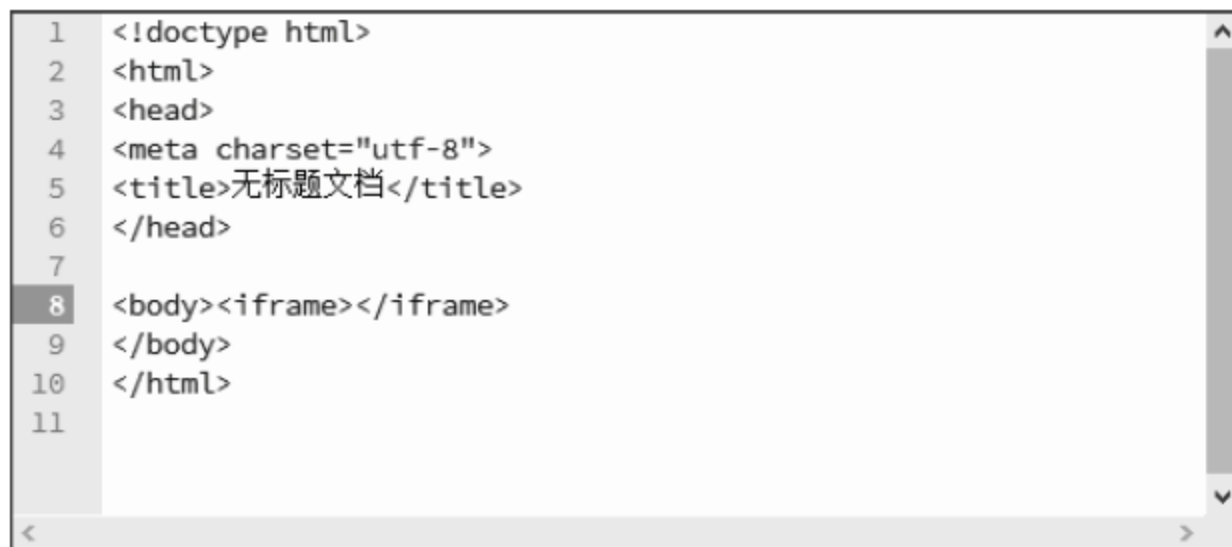 1 <!doctype html>
2 <html>
3 <head>
4 <meta charset="utf-8">
5 <title>无标题文档</title>
6 </head>
7
8 <body><iframe></iframe>
9 </body>
10 </html>
11